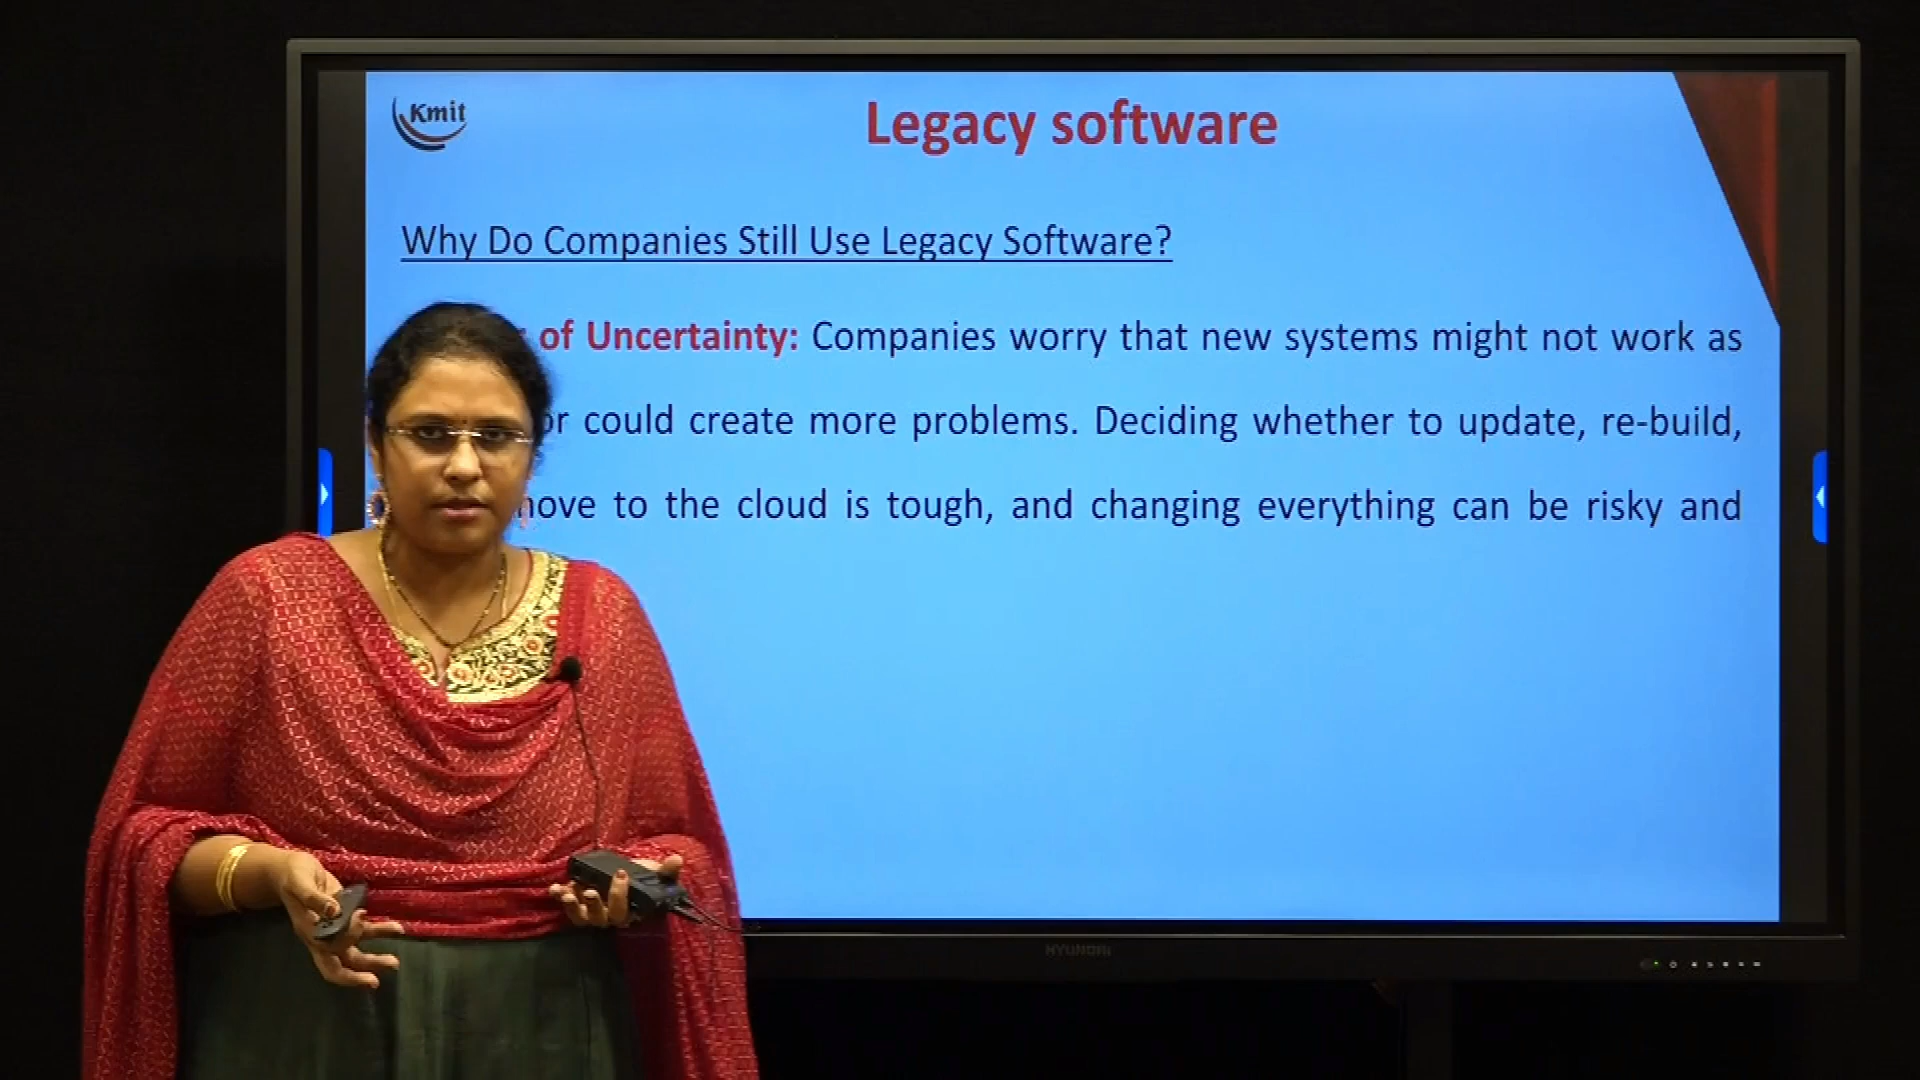 Kmit
Legacy software
Why Do Companies Still Use Legacy Software?
of Uncertainty: Companies worry that new systems might not work as
or could create more problems. Deciding whether to update, re-build,
to the cloud is tough, and changing everything can be risky and
HYUNDAI